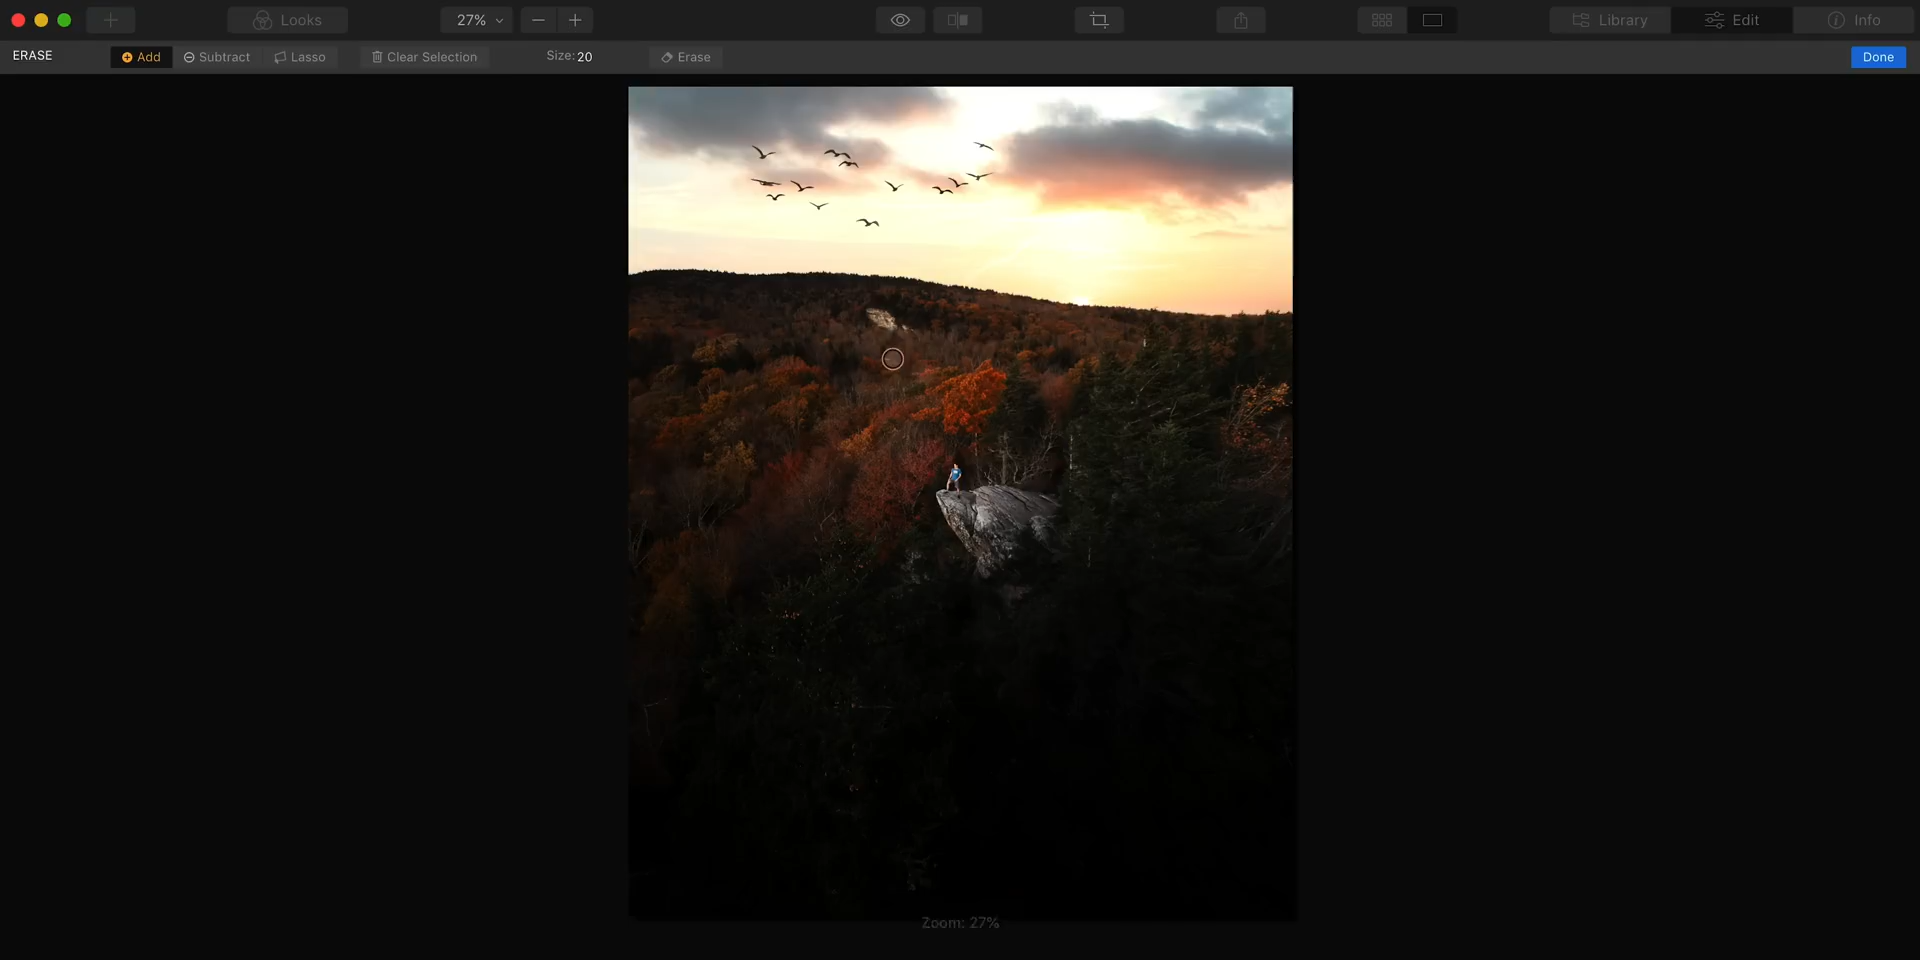 Looks 27% Library Edit Info
ERASE Add Subtract Lasso Clear Selection Size: 20 Erase Done
Zoom: 27%